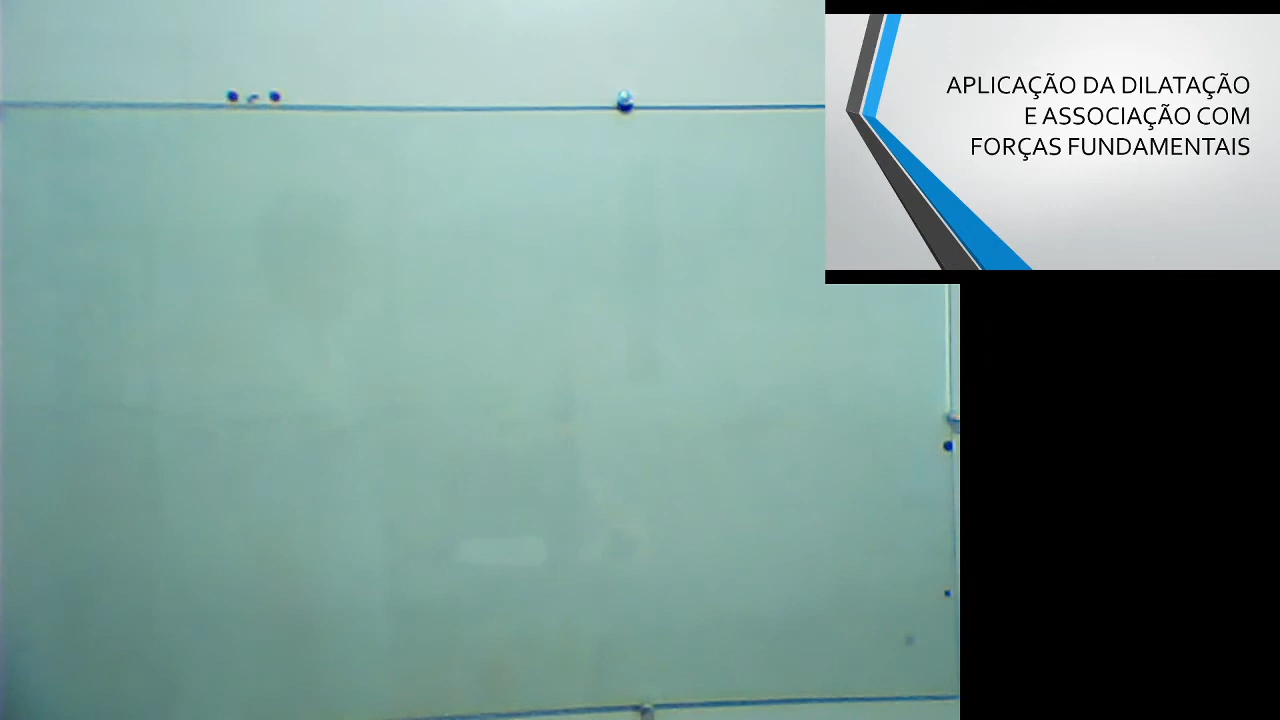 APLICAÇÃO DA DILATAÇÃO
E ASSOCIAÇÃO COM
FORÇAS FUNDAMENTAIS